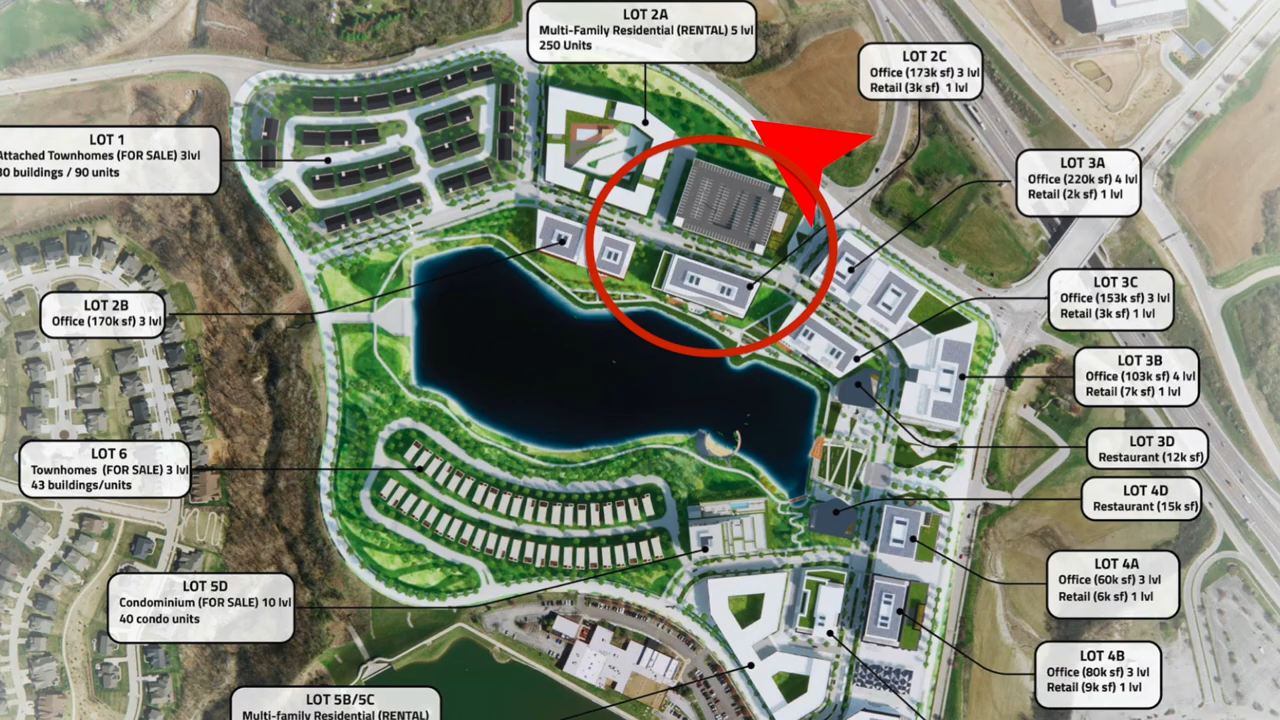 LOT 2A
Multi-Family Residential (RENTAL) 5 lvl
250 Units
LOT 2C
Office (173k sf) 3 lvl
Retail (3k sf) 1 lvl
LOT 1
Attached Townhomes (FOR SALE) 3lvl
30 buildings / 90 units
LOT 3A
Office (220k sf) 4 lvl
Retail (2k sf) 1 lvl
LOT 2B
Office (170k sf) 3 lvl
LOT 3C
Office (153k sf) 3 lvl
Retail (3k sf) 1 lvl
LOT 3B
Office (103k sf) 4 lvl
Retail (7k sf) 1 lvl
LOT 6
Townhomes (FOR SALE) 3 lvl
43 buildings/units
LOT 3D
Restaurant (12k sf)
LOT 4D
Restaurant (15k sf)
LOT 5D
Condominium (FOR SALE) 10 lvl
40 condo units
LOT 4A
Office (60k sf) 3 lvl
Retail (6k sf) 1 lvl
LOT 4B
Office (80k sf) 3 lvl
Retail (9k sf) 1 lvl
LOT 5B/5C
Multi-family Residential (RENTAL)